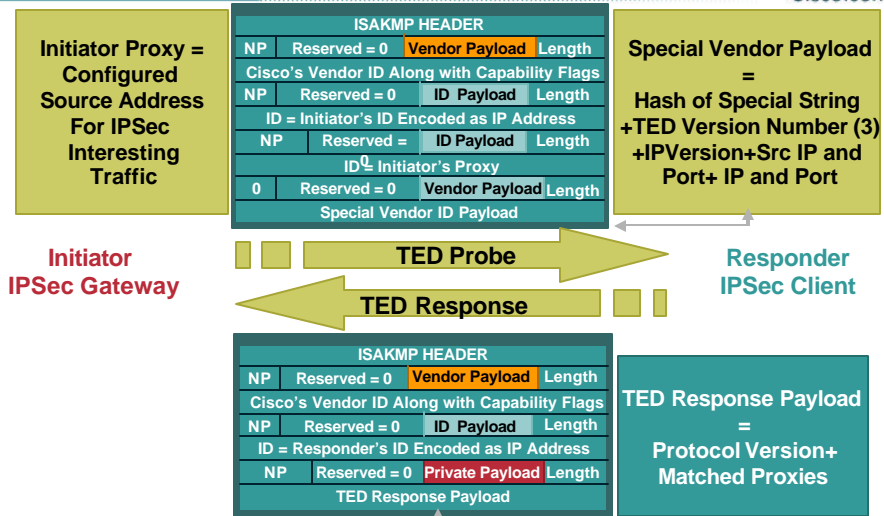 Initiator Proxy =
Configured
Source Address
For IPSec
Interesting
Traffic
ISAKMP HEADER
NP Reserved = 0 Vendor Payload Length
Cisco's Vendor ID Along with Capability Flags
NP Reserved = 0 ID Payload Length
ID = Initiator's ID Encoded as IP Address
NP Reserved = 0 ID Payload Length
ID = Initiator's Proxy
0 Reserved = 0 Vendor Payload Length
Special Vendor ID Payload
Special Vendor Payload
=
Hash of Special String
+TED Version Number (3)
+IPVersion+Src IP and
Port+ IP and Port
Initiator
IPSec Gateway
TED Probe
TED Response
Responder
IPSec Client
ISAKMP HEADER
NP Reserved = 0 Vendor Payload Length
Cisco's Vendor ID Along with Capability Flags
NP Reserved = 0 ID Payload Length
ID = Responder's ID Encoded as IP Address
NP Reserved = 0 Private Payload Length
TED Response Payload
TED Response Payload
=
Protocol Version+
Matched Proxies